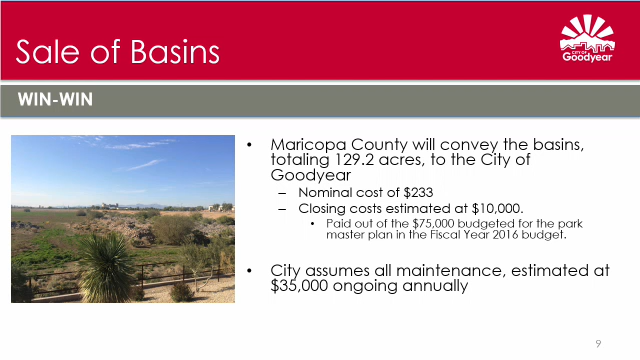 Sale of Basins
CITY OF
Goodyear
WIN-WIN
• Maricopa County will convey the basins,
totaling 129.2 acres, to the City of
Goodyear
– Nominal cost of $233
– Closing costs estimated at $10,000.
• Paid out of the $75,000 budgeted for the park
master plan in the Fiscal Year 2016 budget.
• City assumes all maintenance, estimated at
$35,000 ongoing annually
9